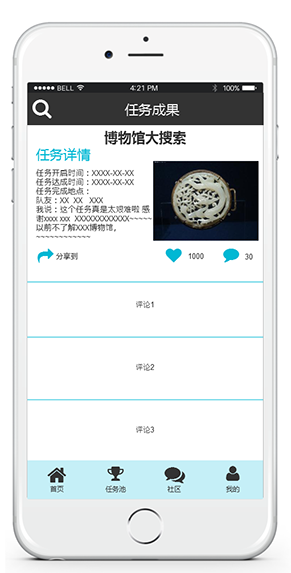 BELL 4:21 PM 100%
任务成果
博物馆大搜索
任务详情
任务开启时间：XXXX-XX-XX
任务达成时间：XXXX-XX-XX
任务完成地点：
队友：XX XX XXX
我说：这个任务真是太艰难啦 感
谢xxx xxx XXXXXXXXXXXX~~~~~
以前不了解XXX博物馆，
~~~~~~~~~~~~
分享到 1000 30
评论1
评论2
评论3
首页 任务池 社区 我的